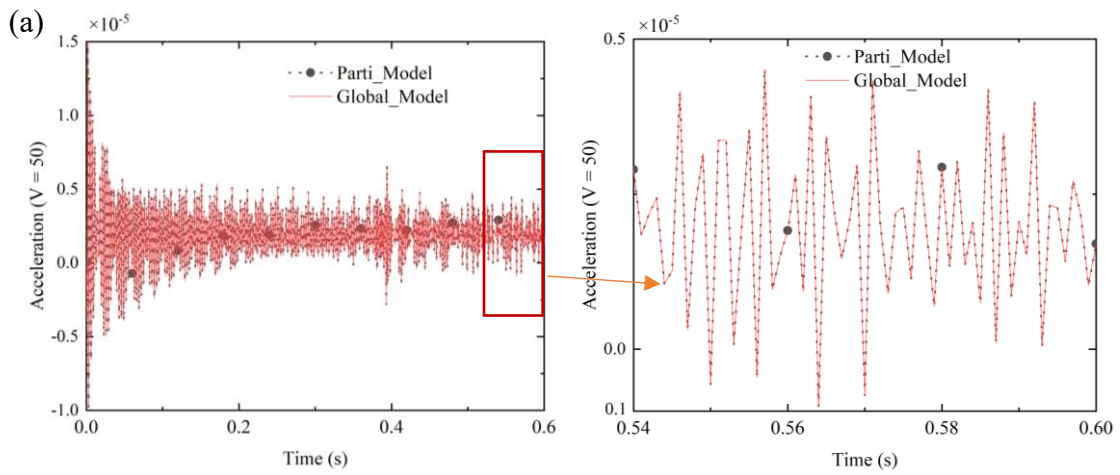 (a)
×10⁻⁵
1.5
1.0
0.5
0.0
-0.5
-1.0
Acceleration (V = 50)
Parti_Model
Global_Model
0.0 0.2 0.4 0.6
Time (s)
×10⁻⁵
0.5
0.0
0.1
Acceleration (V = 50)
Parti_Model
Global_Model
0.54 0.56 0.58 0.60
Time (s)